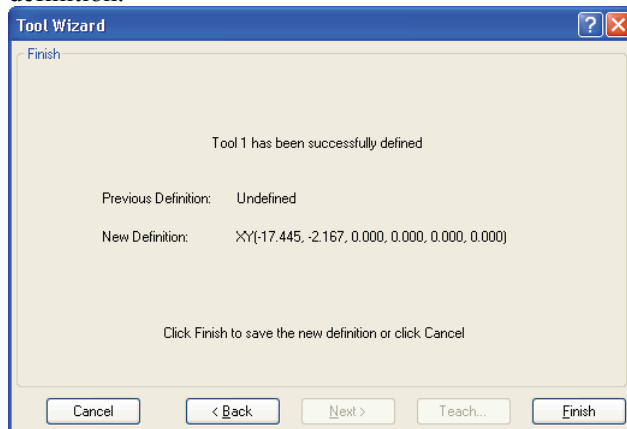 definition.
Tool Wizard
Finish
Tool 1 has been successfully defined
Previous Definition: Undefined
New Definition: XY(-17.445, -2.167, 0.000, 0.000, 0.000, 0.000)
Click Finish to save the new definition or click Cancel
Cancel < Back Next > Teach... Finish